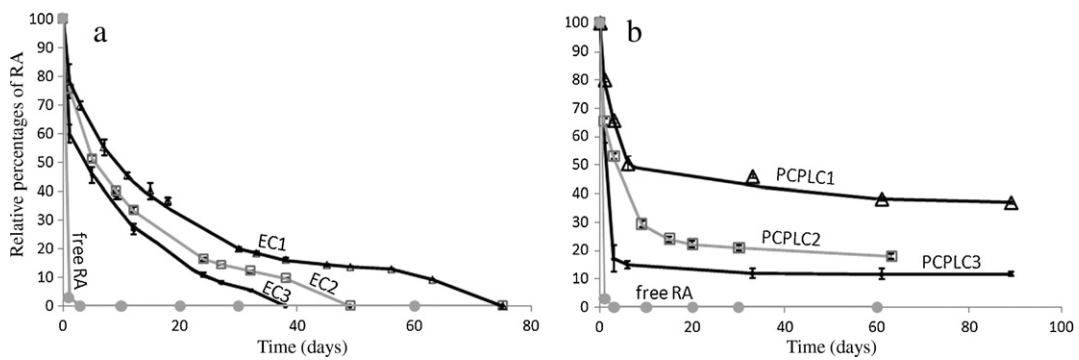 Relative percentages of RA
100
90
80
70
60
50
40
30
20
10
0
a
free RA
EC1
EC2
EC3
0 20 40 60 80
Time (days)
100
90
80
70
60
50
40
30
20
10
0
b
PCPLC1
PCPLC2
PCPLC3
free RA
0 20 40 60 80 100
Time (days)